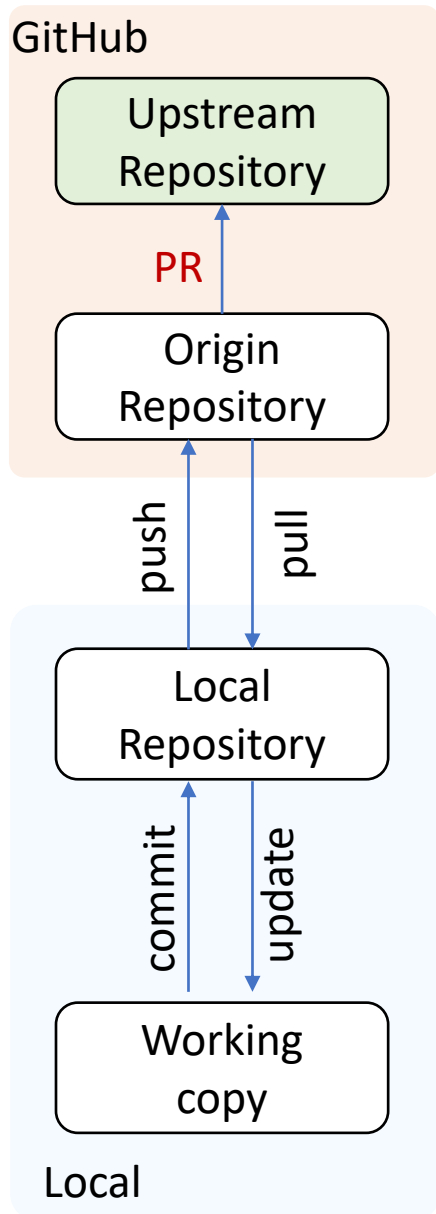 GitHub
Upstream
Repository
PR
Origin
Repository
push
pull
Local
Repository
commit
update
Working
copy
Local